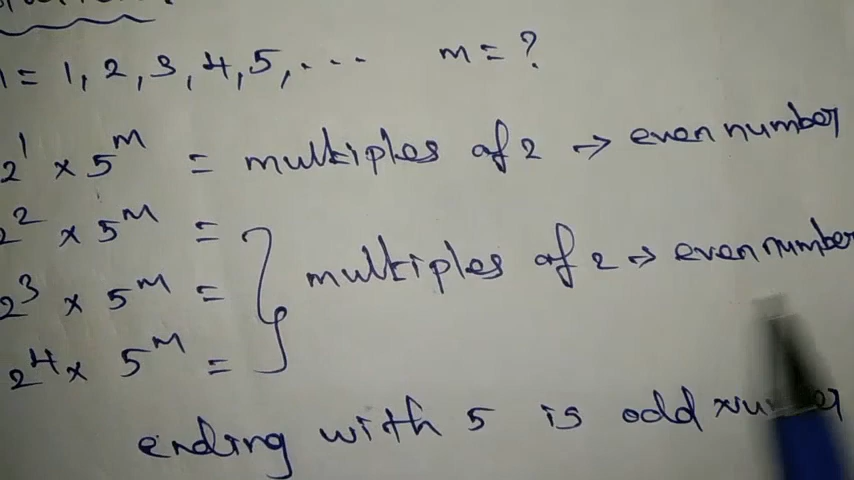 = 1, 2, 3, 4, 5, ... m = ?
2¹ × 5ᵐ = multiples of 2 → even number
2² × 5ᵐ =
2³ × 5ᵐ = } multiples of 2 → even number
2⁴ × 5ᵐ =
ending with 5 is odd number